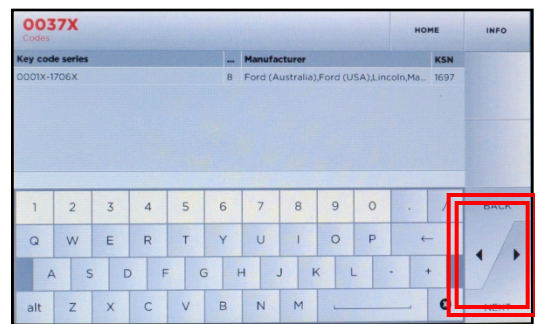 0037X HOME INFO
Codes
Key code series ... Manufacturer KSN
0001X-1706X 8 Ford (Australia),Ford (USA),Lincoln,Ma... 1697
1 2 3 4 5 6 7 8 9 0 . / BACK
Q W E R T Y U I O P ←
A S D F G H J K L - +
alt Z X C V B N M NEXT